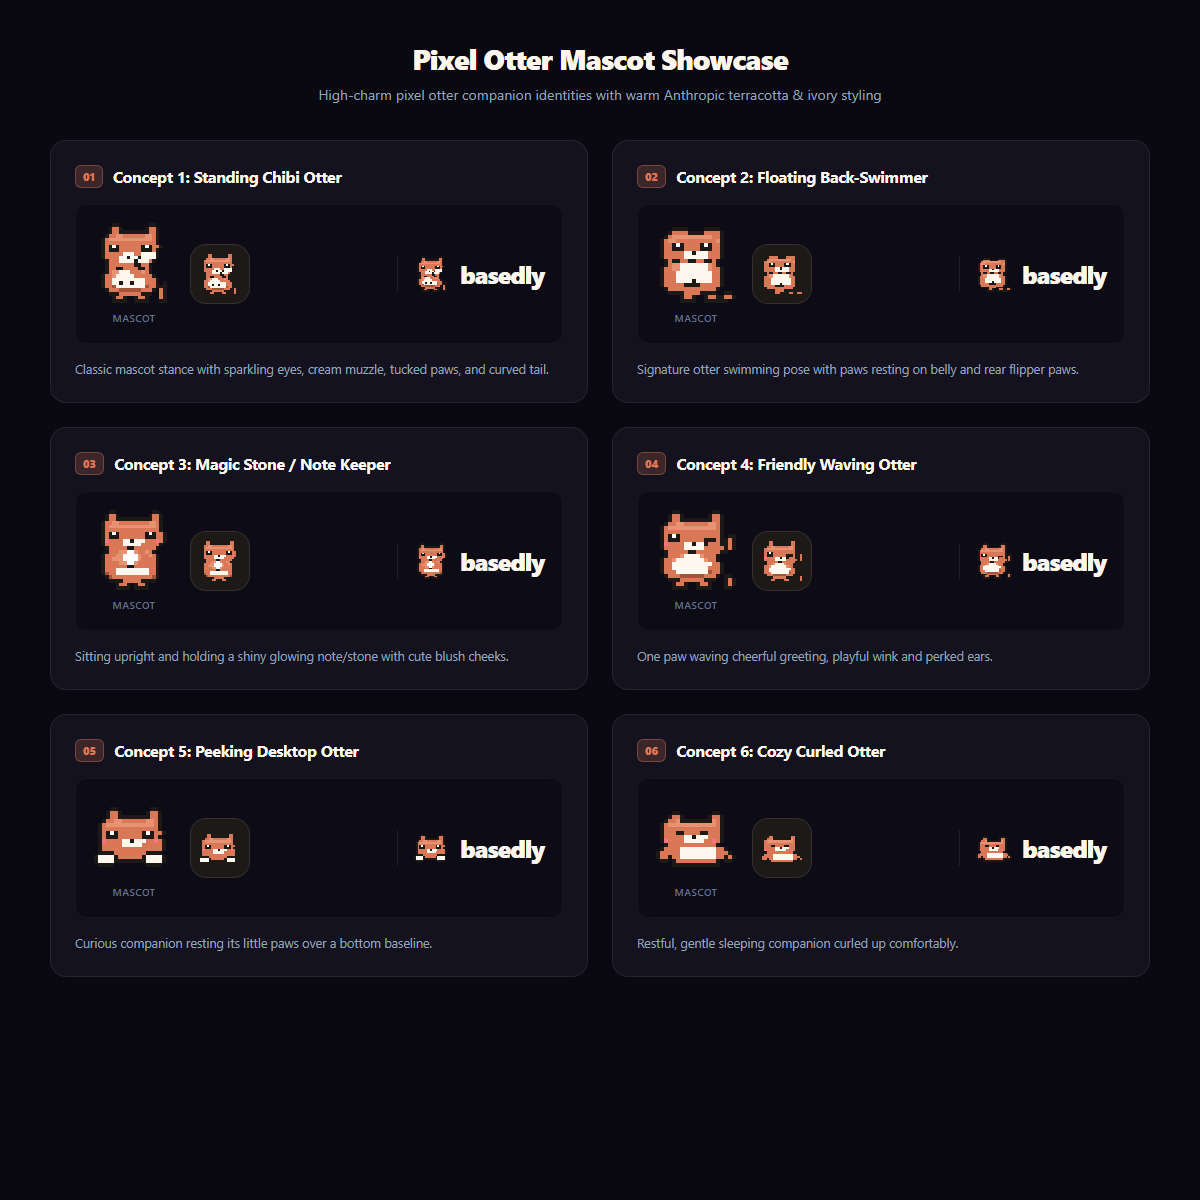 Pixel Otter Mascot Showcase
High-charm pixel otter companion identities with warm Anthropic terracotta & ivory styling
01 Concept 1: Standing Chibi Otter
MASCOT
basedly
Classic mascot stance with sparkling eyes, cream muzzle, tucked paws, and curved tail.
02 Concept 2: Floating Back-Swimmer
MASCOT
basedly
Signature otter swimming pose with paws resting on belly and rear flipper paws.
03 Concept 3: Magic Stone / Note Keeper
MASCOT
basedly
Sitting upright and holding a shiny glowing note/stone with cute blush cheeks.
04 Concept 4: Friendly Waving Otter
MASCOT
basedly
One paw waving cheerful greeting, playful wink and perked ears.
05 Concept 5: Peeking Desktop Otter
MASCOT
basedly
Curious companion resting its little paws over a bottom baseline.
06 Concept 6: Cozy Curled Otter
MASCOT
basedly
Restful, gentle sleeping companion curled up comfortably.